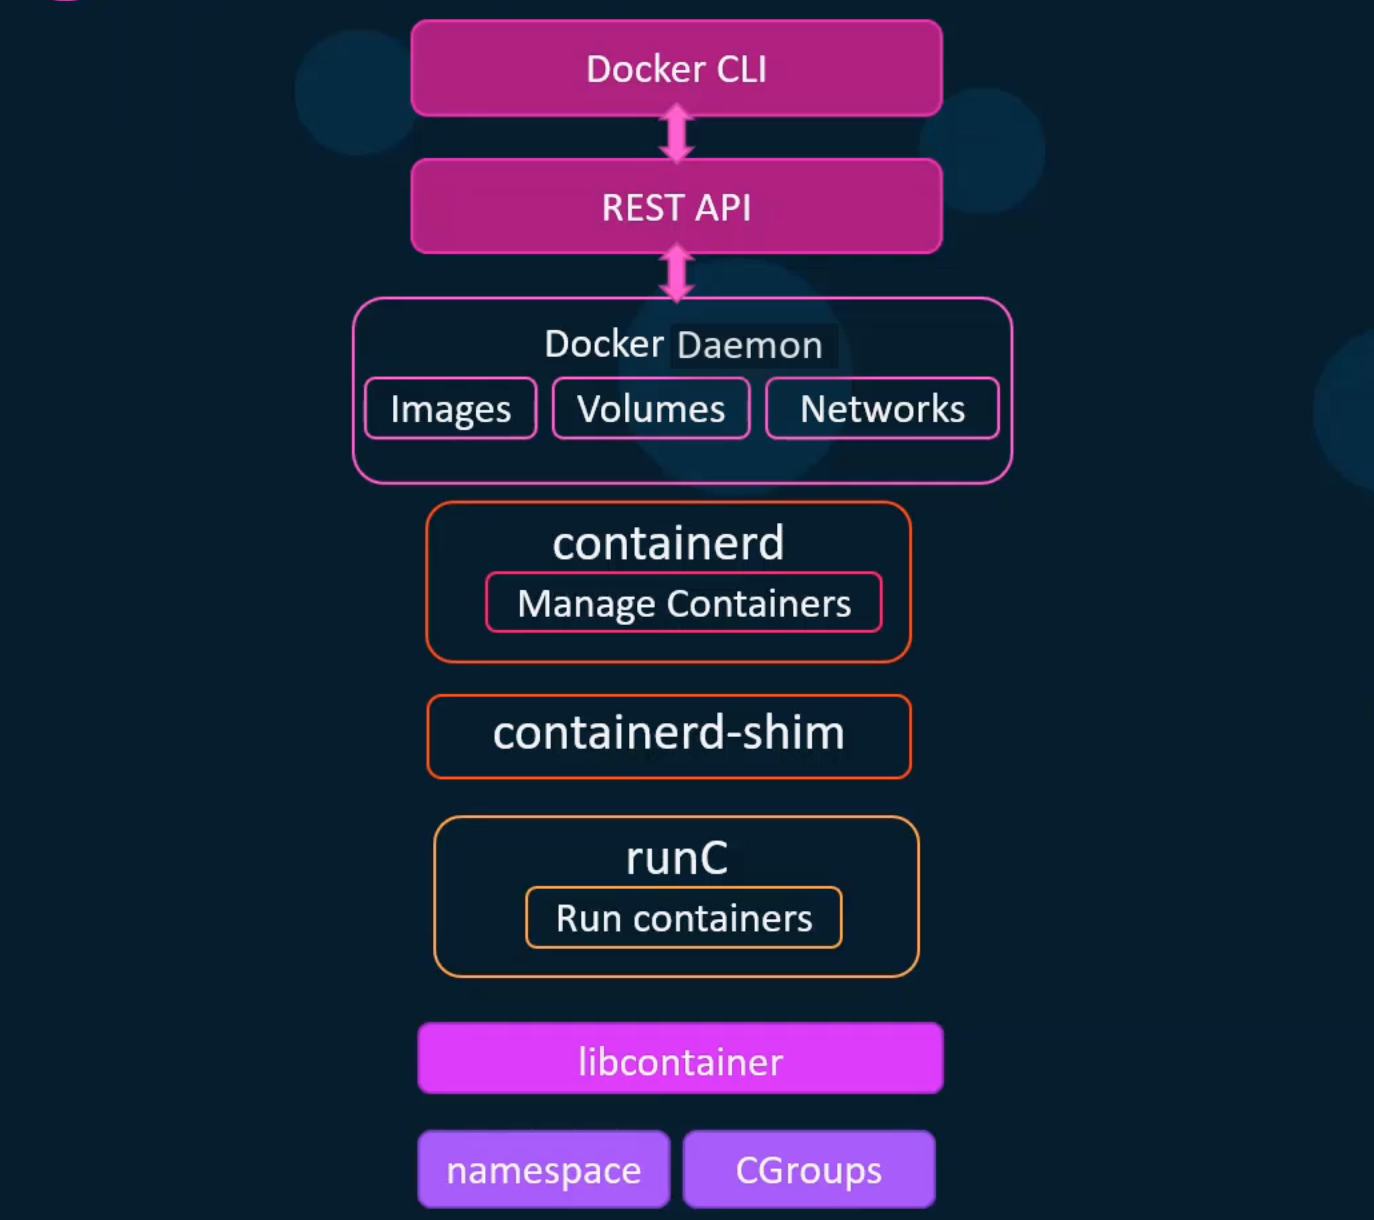 Docker CLI
REST API
Docker Daemon
Images Volumes Networks
containerd
Manage Containers
containerd-shim
runC
Run containers
libcontainer
namespace CGroups